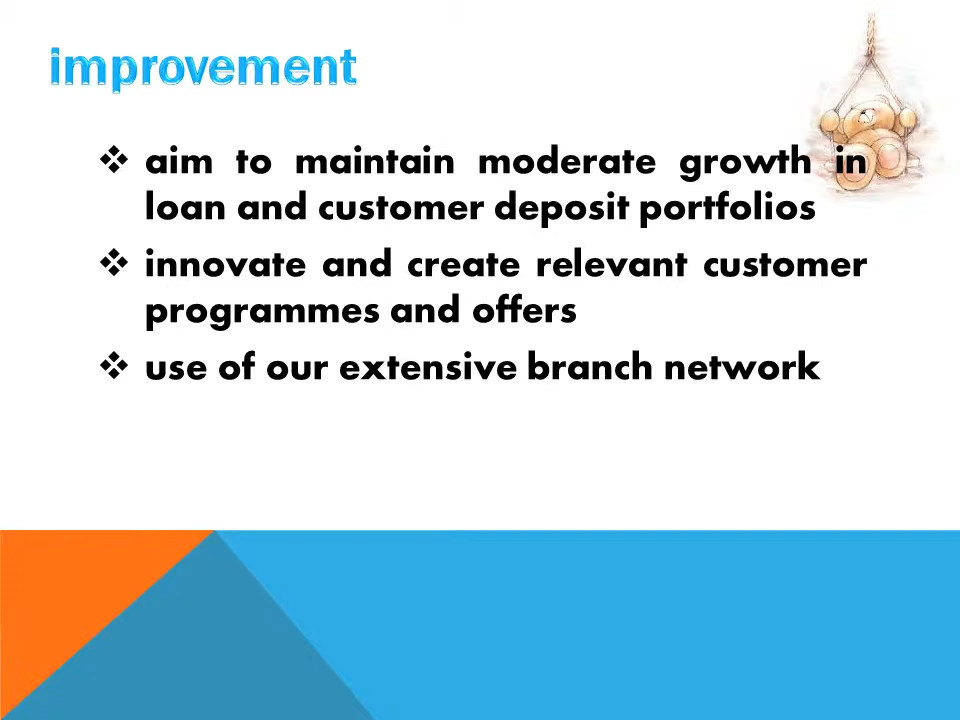 improvement
❖ aim to maintain moderate growth in
loan and customer deposit portfolios
❖ innovate and create relevant customer
programmes and offers
❖ use of our extensive branch network